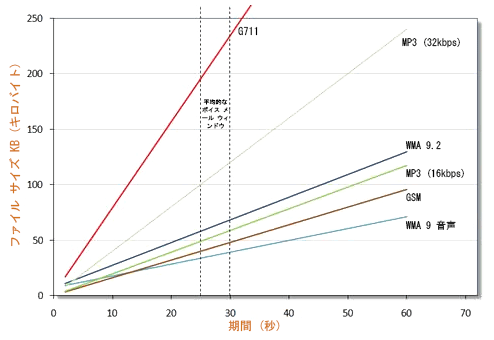 250
200
150
100
50
0
ファイル サイズ KB (キロバイト)
G711
平均的な
ボイス メ
ール ウィ
ンドウ
MP3 (32kbps)
WMA 9.2
MP3 (16kbps)
GSM
WMA 9 音声
0 10 20 30 40 50 60 70
期間 (秒)